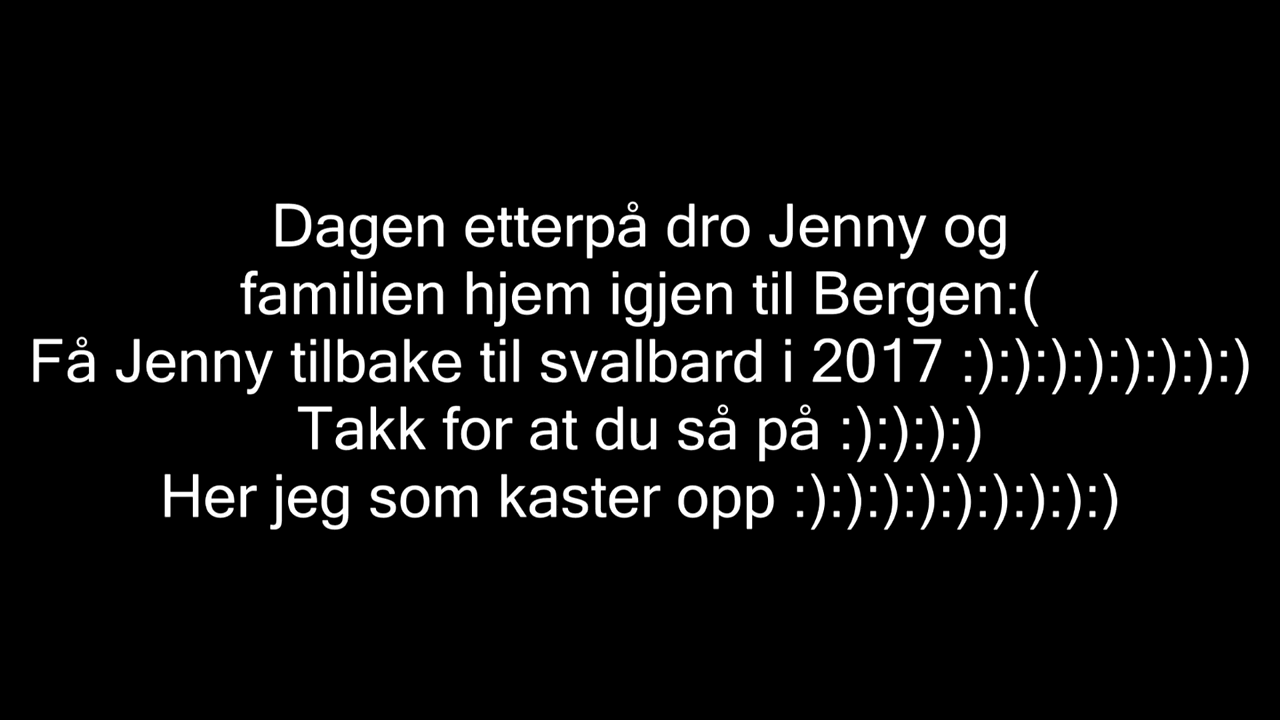 Dagen etterpå dro Jenny og
familien hjem igjen til Bergen:(
Få Jenny tilbake til svalbard i 2017 :):):):):):):):)
Takk for at du så på :):):):)
Her jeg som kaster opp :):):):):):):):):)